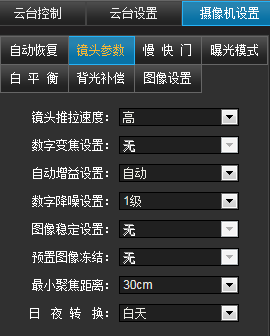 云台控制 云台设置 摄像机设置
自动恢复 镜头参数 慢 快 门 曝光模式
白 平 衡 背光补偿 图像设置
镜头推拉速度： 高
数字变焦设置： 无
自动增益设置： 自动
数字降噪设置： 1级
图像稳定设置： 无
预置图像冻结： 无
最小聚焦距离： 30cm
日 夜 转 换： 白天